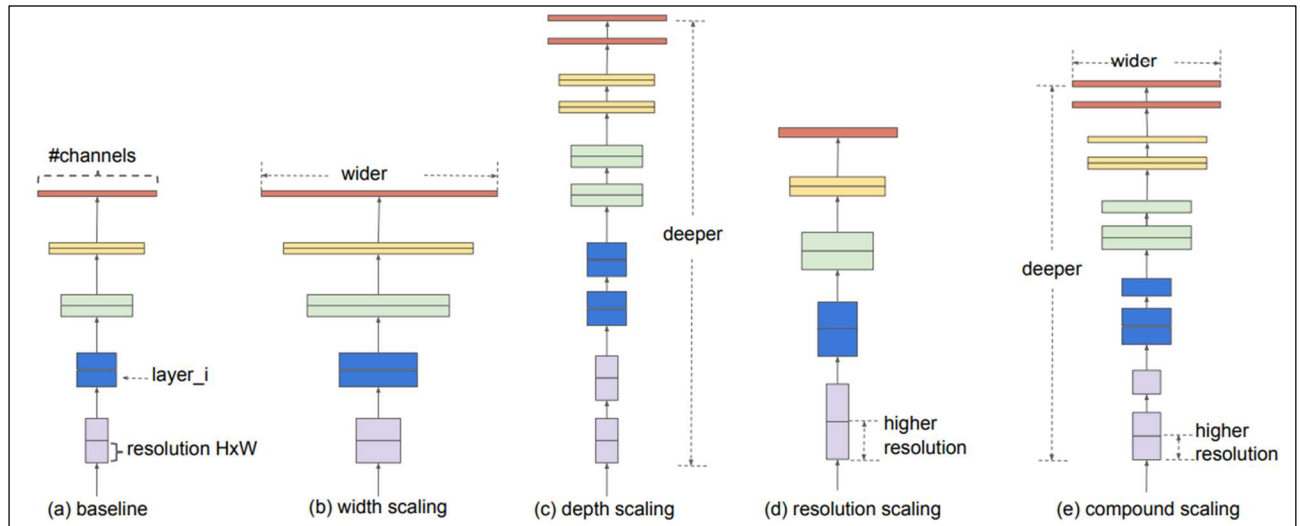 #channels
layer_i
resolution HxW
(a) baseline
wider
(b) width scaling
deeper
(c) depth scaling
higher
resolution
(d) resolution scaling
wider
deeper
higher
resolution
(e) compound scaling